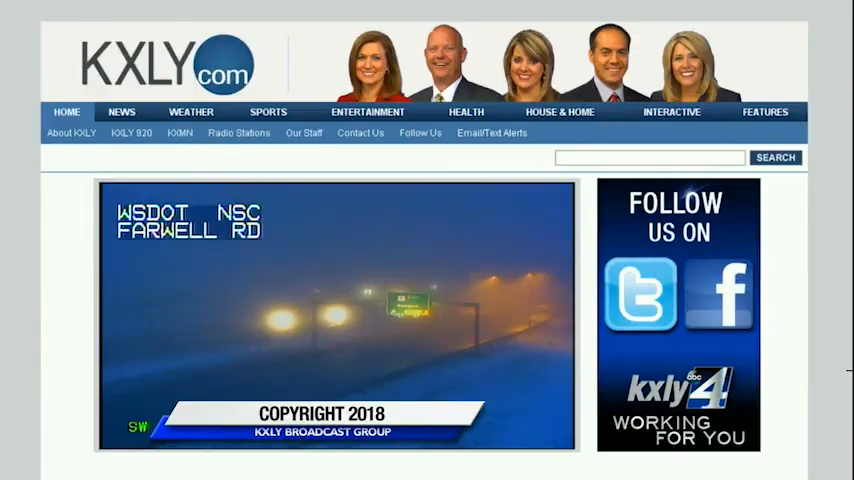 KXLY com
HOME NEWS WEATHER SPORTS ENTERTAINMENT HEALTH HOUSE & HOME INTERACTIVE FEATURES
About KXLY KXLY 920 KXMN Radio Stations Our Staff Contact Us Follow Us Email/Text Alerts
SEARCH
WSDOT NSC
FARWELL RD
SW
COPYRIGHT 2018
KXLY BROADCAST GROUP
FOLLOW
US ON
t f
kxly abc 4
WORKING
FOR YOU